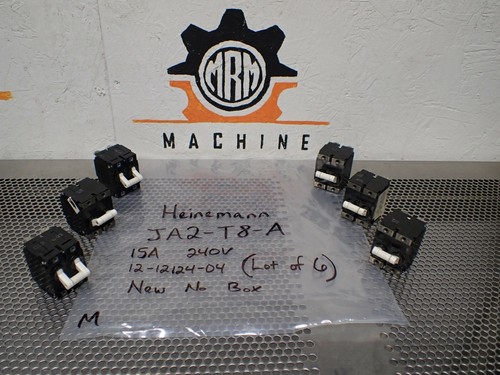 MRM
MACHINE
Heinemann
JA2-T8-A
15A 240V
12-12124-04 (Lot of 6)
New No Box
M